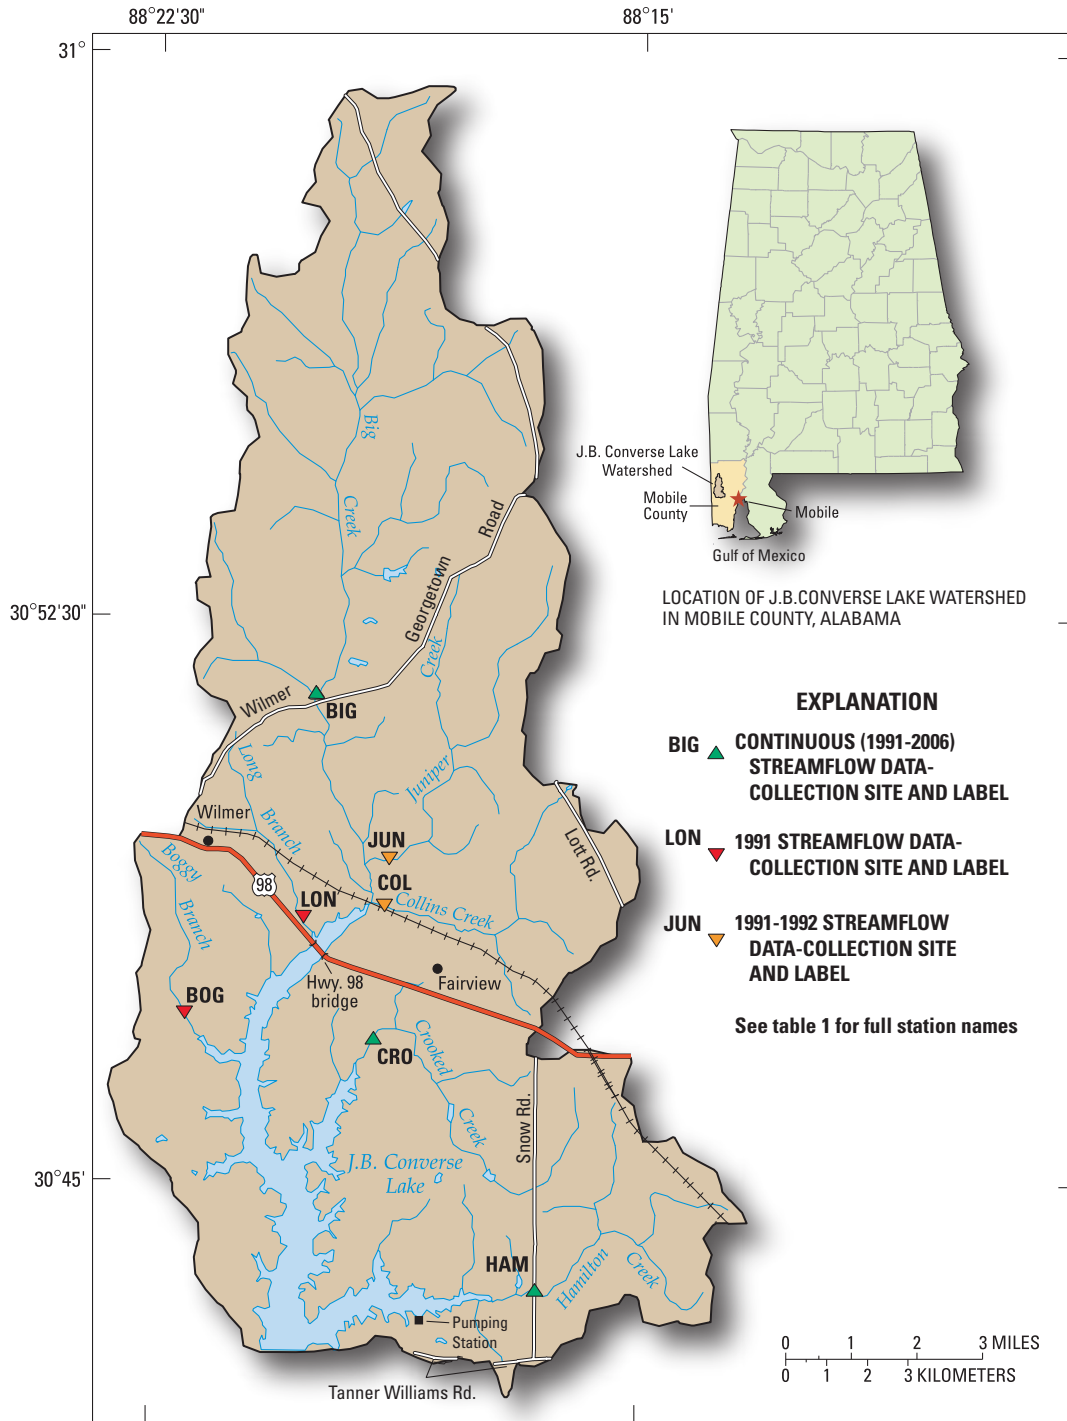 88°22'30"
88°15'
31°
Big
Creek
Road
Georgetown
Creek
J.B. Converse Lake
Watershed
Mobile
County
Mobile
Gulf of Mexico
LOCATION OF J.B.CONVERSE LAKE WATERSHED
IN MOBILE COUNTY, ALABAMA
30°52'30"
Wilmer
BIG
Long
Juniper
Wilmer
Branch
JUN
Lott Rd.
Boggy
98
COL
LON
Collins Creek
Branch
Fairview
Hwy. 98
bridge
BOG
CRO
Crooked
Creek
Snow Rd.
30°45'
J.B. Converse
Lake
HAM
Hamilton
Creek
Pumping
Station
Tanner Williams Rd.
EXPLANATION
BIG
CONTINUOUS (1991-2006)
STREAMFLOW DATA-
COLLECTION SITE AND LABEL
LON
1991 STREAMFLOW DATA-
COLLECTION SITE AND LABEL
JUN
1991-1992 STREAMFLOW
DATA-COLLECTION SITE
AND LABEL
See table 1 for full station names
0 1 2 3 MILES
0 1 2 3 KILOMETERS